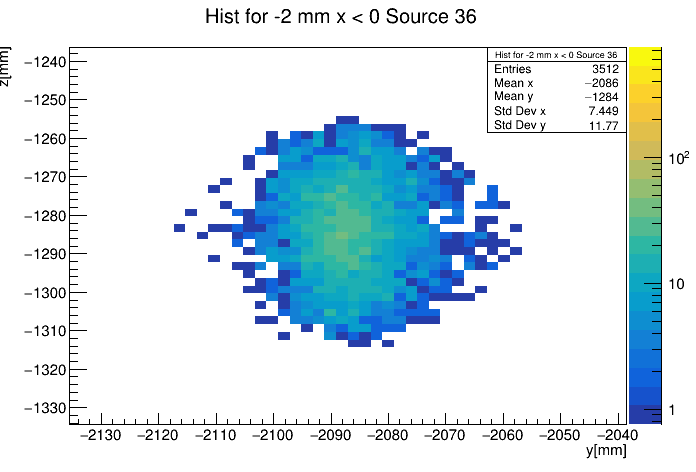 Hist for -2 mm x < 0 Source 36
z[mm]
−1240
−1250
−1260
−1270
−1280
−1290
−1300
−1310
−1320
−1330
Hist for -2 mm x < 0 Source 36
Entries 3512
Mean x −2086
Mean y −1284
Std Dev x 7.449
Std Dev y 11.77
10²
10
1
−2130 −2120 −2110 −2100 −2090 −2080 −2070 −2060 −2050 −2040
y[mm]